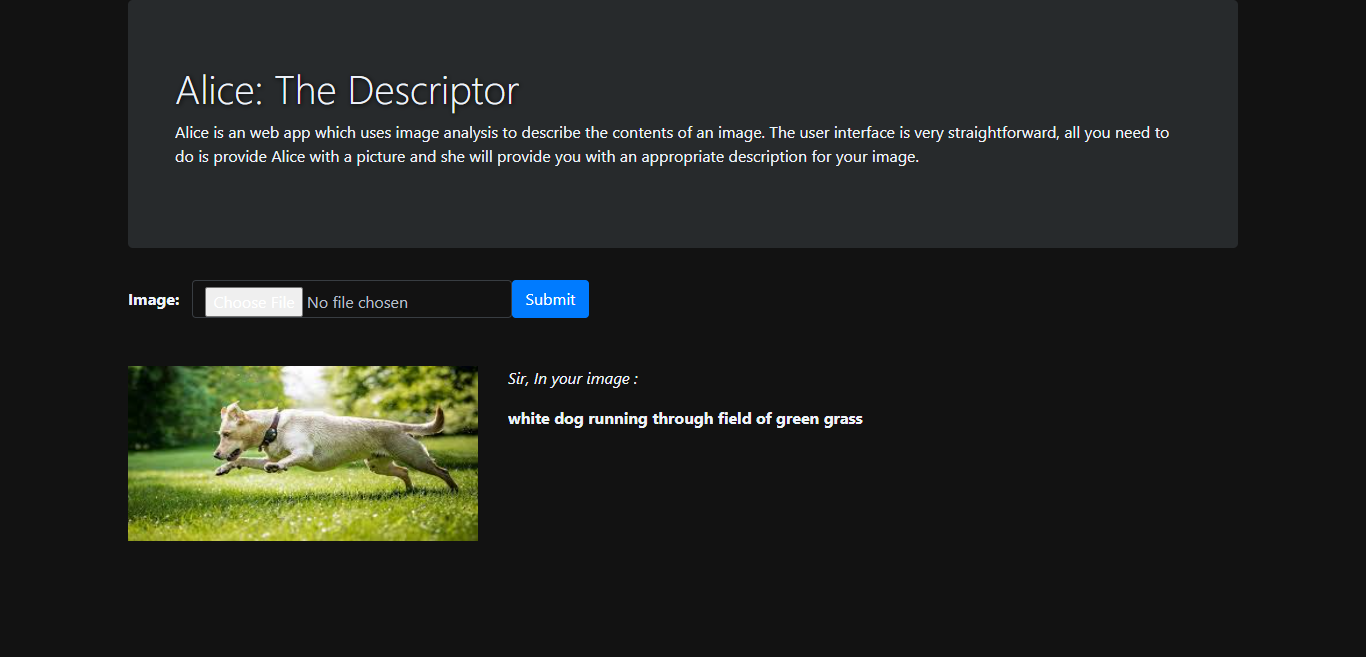 Alice: The Descriptor
Alice is an web app which uses image analysis to describe the contents of an image. The user interface is very straightforward, all you need to
do is provide Alice with a picture and she will provide you with an appropriate description for your image.
Image: Choose File No file chosen Submit
Sir, In your image :
white dog running through field of green grass